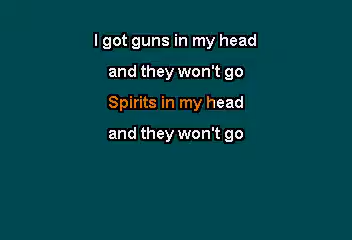 I got guns in my head
and they won't go
Spirits in my head
and they won't go